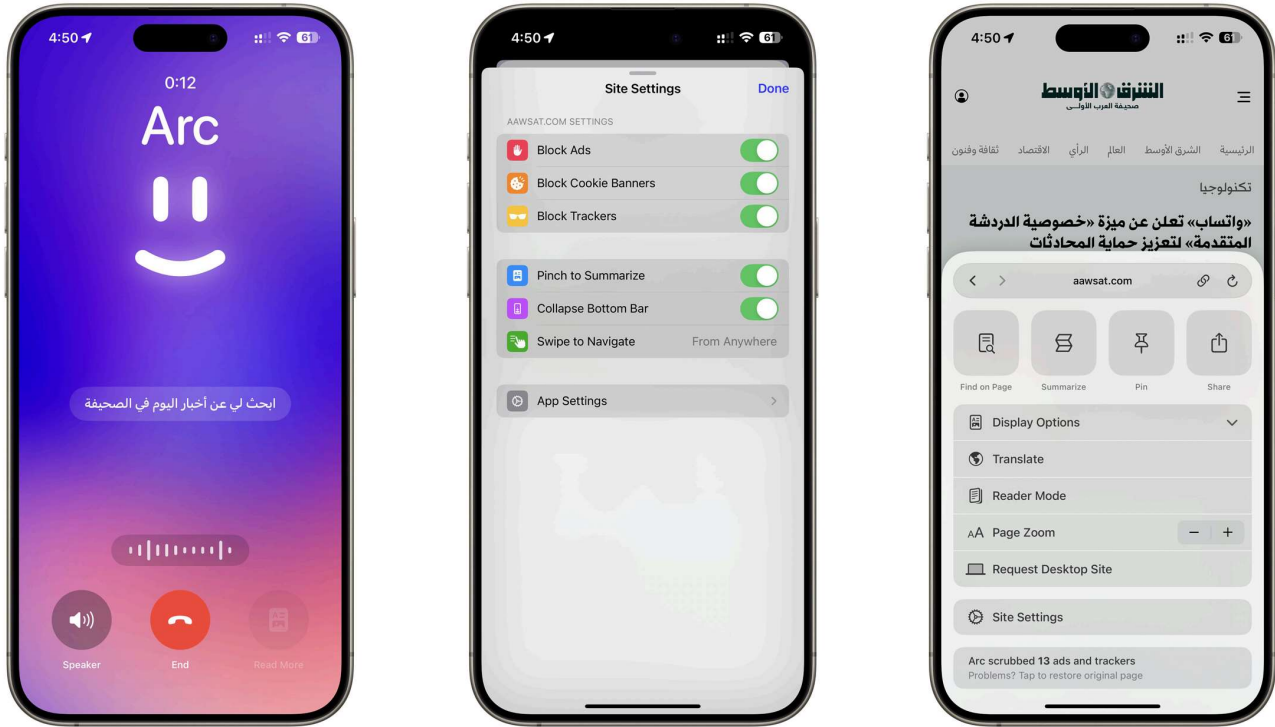 4:50
61
0:12
Arc
ابحث لي عن أخبار اليوم في الصحيفة
Speaker
End
Read More
4:50
61
Site Settings
Done
AAWSAT.COM SETTINGS
Block Ads
Block Cookie Banners
Block Trackers
Pinch to Summarize
Collapse Bottom Bar
Swipe to Navigate
From Anywhere
App Settings
4:50
61
الشرق الأوسط
صحيفة العرب الأولى
الرئيسية الشرق الأوسط العالم الرأي الاقتصاد ثقافة وفنون
تكنولوجيا
«واتساب» تعلن عن ميزة «خصوصية الدردشة
المتقدمة» لتعزيز حماية المحادثات
aawsat.com
Find on Page
Summarize
Pin
Share
Display Options
Translate
Reader Mode
AA Page Zoom
Request Desktop Site
Site Settings
Arc scrubbed 13 ads and trackers
Problems? Tap to restore original page